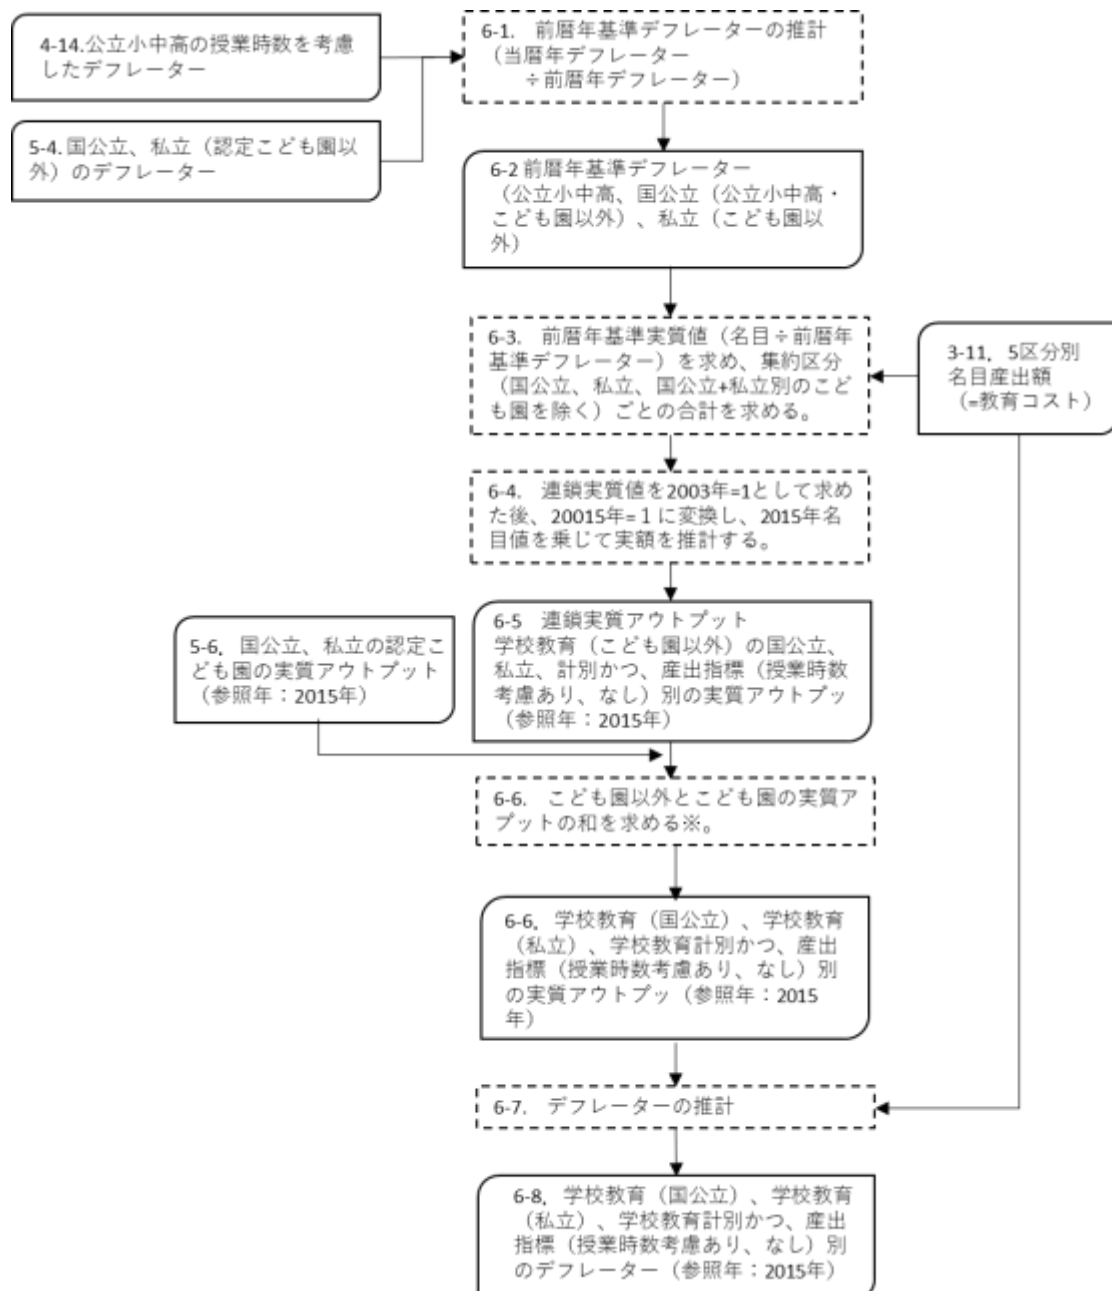 4-14.公立小中高の授業時数を考慮
したデフレーター
6-1. 前暦年基準デフレーターの推計
（当暦年デフレーター
÷前暦年デフレーター）
5-4. 国公立、私立（認定こども園以
外）のデフレーター
6-2 前暦年基準デフレーター
（公立小中高、国公立（公立小中高・
こども園以外）、私立（こども園以
外）
6-3. 前暦年基準実質値（名目÷前暦年
基準デフレーター）を求め、集約区分
（国公立、私立、国公立+私立別のこど
も園を除く）ごとの合計を求める。
3-11. 5区分別
名目産出額
（=教育コスト）
6-4. 連鎖実質値を2003年=1として求め
た後、20015年=１に変換し、2015年名
目値を乗じて実額を推計する。
5-6. 国公立、私立の認定こ
ども園の実質アウトプット
（参照年：2015年）
6-5 連鎖実質アウトプット
学校教育（こども園以外）の国公立、
私立、計別かつ、産出指標（授業時数
考慮あり、なし）別の実質アウトプッ
（参照年：2015年）
6-6. こども園以外とこども園の実質ア
プットの和を求める※。
6-6. 学校教育（国公立）、学校教育
（私立）、学校教育計別かつ、産出
指標（授業時数考慮あり、なし）別
の実質アウトプッ（参照年：2015
年）
6-7. デフレーターの推計
6-8. 学校教育（国公立）、学校教育
（私立）、学校教育計別かつ、産出
指標（授業時数考慮あり、なし）別
のデフレーター（参照年：2015年）